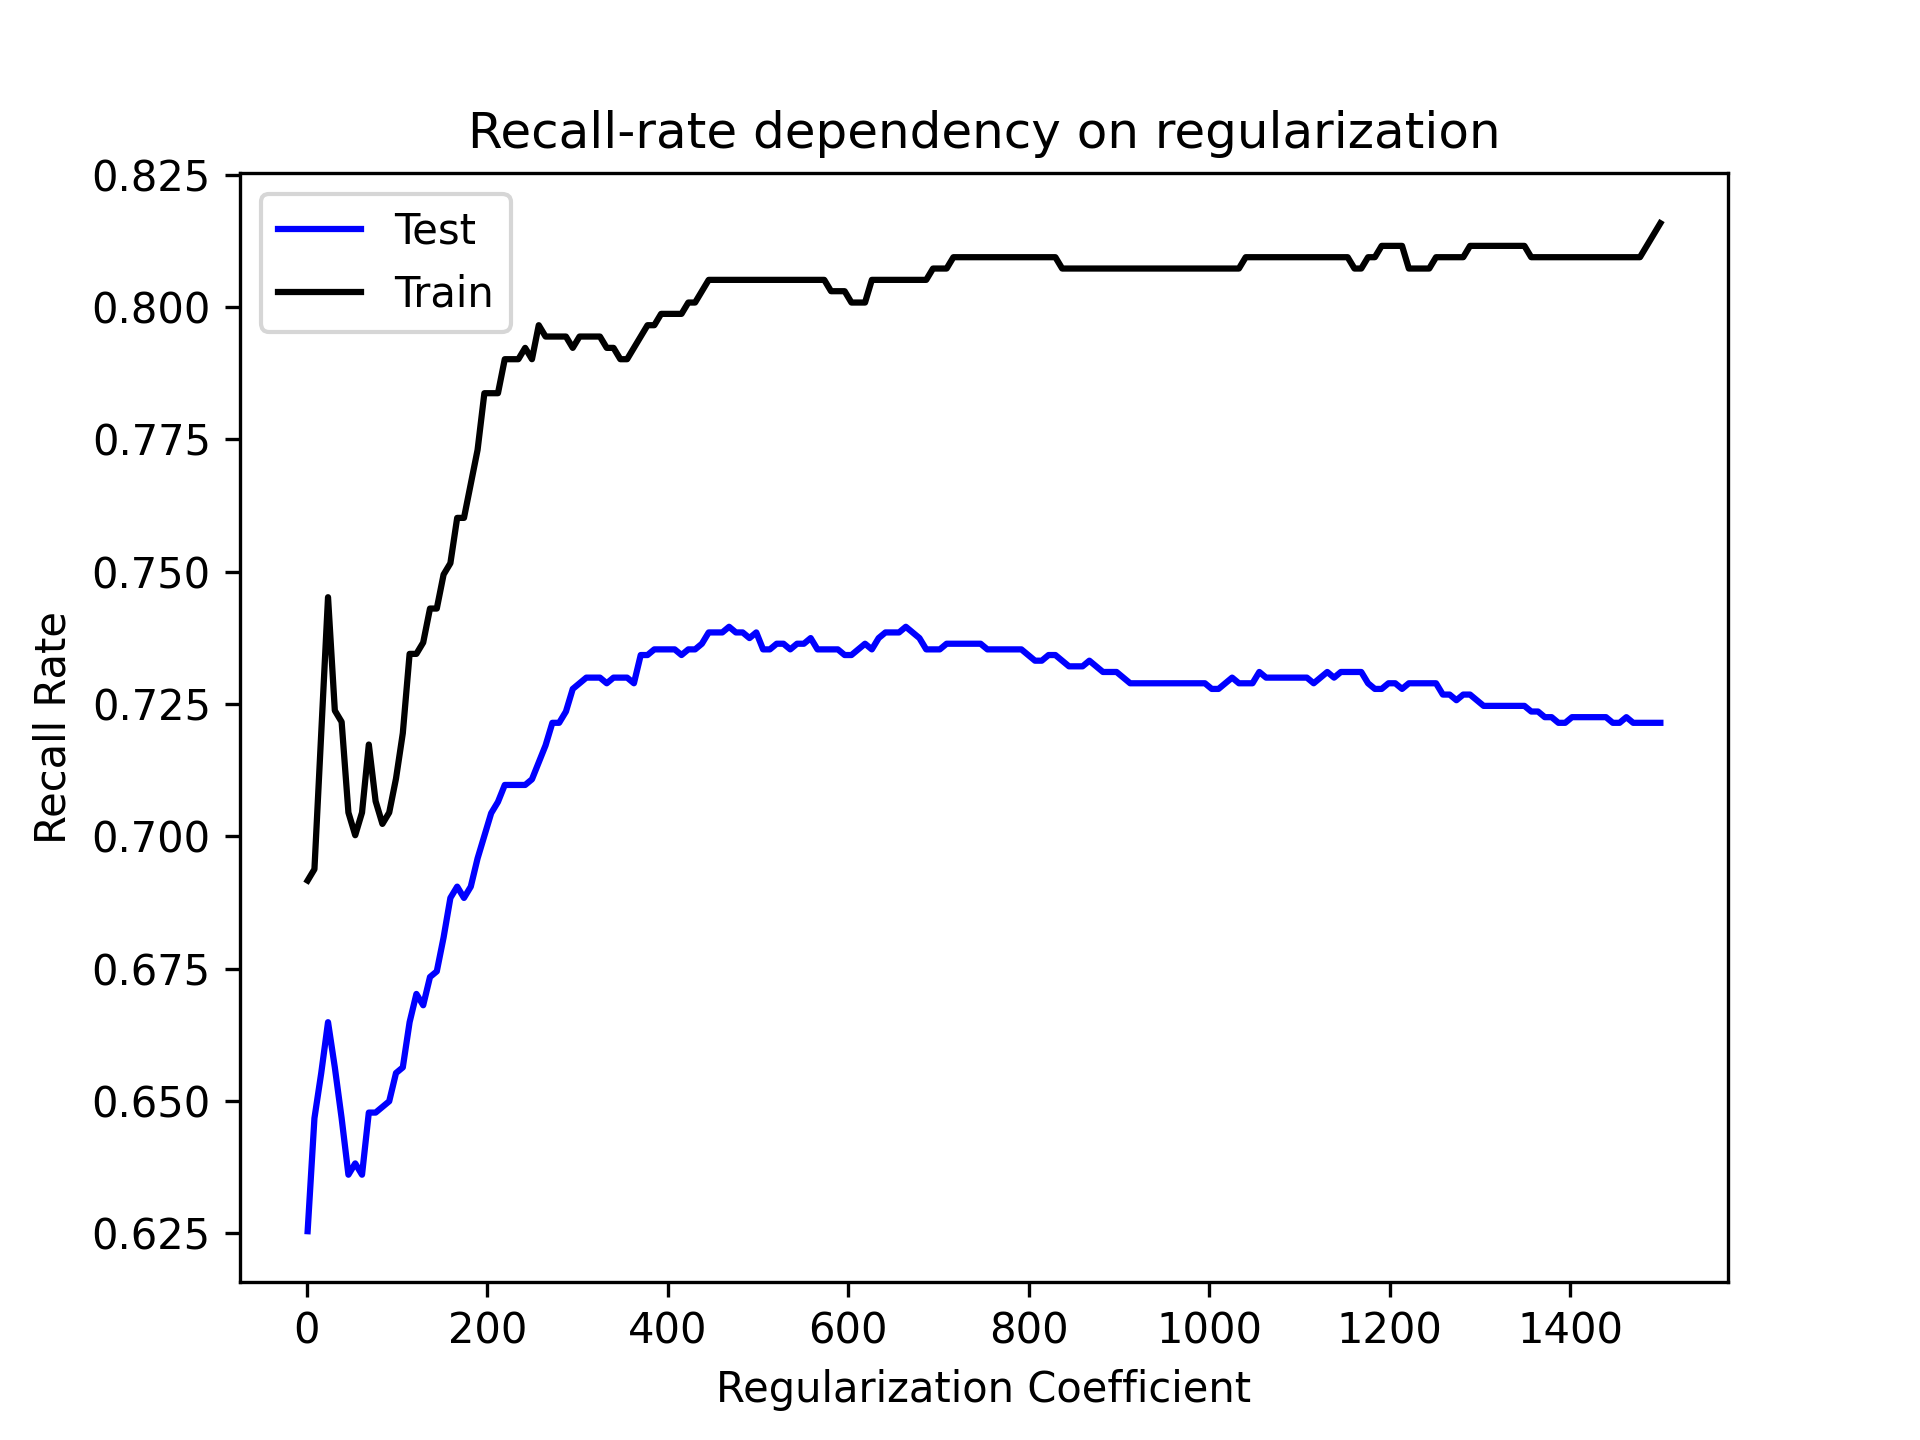 Recall-rate dependency on regularization
Test
Train
0.825
0.800
0.775
0.750
0.725
0.700
0.675
0.650
0.625
Recall Rate
0 200 400 600 800 1000 1200 1400
Regularization Coefficient